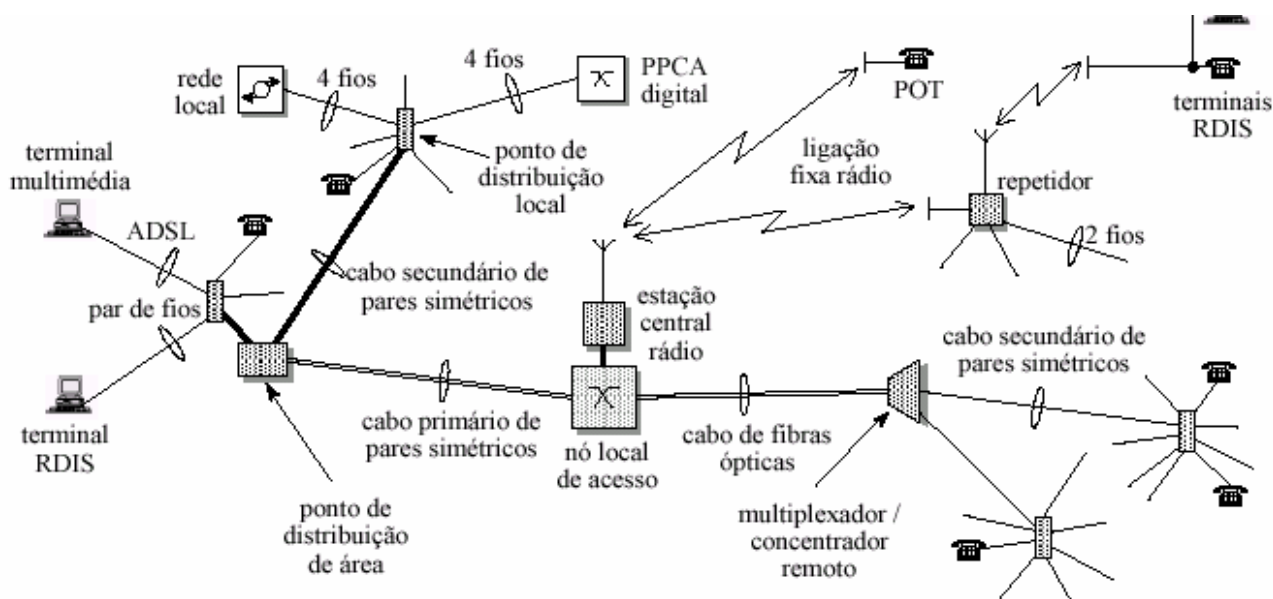 rede
local
4 fios
4 fios
PPCA
digital
POT
terminais
RDIS
terminal
multimédia
ponto de
distribuição
local
ligação
fixa rádio
repetidor
ADSL
2 fios
par de fios
cabo secundário de
pares simétricos
estação
central
rádio
cabo secundário de
pares simétricos
terminal
RDIS
cabo primário de
pares simétricos
nó local
de acesso
cabo de fibras
ópticas
ponto de
distribuição
de área
multiplexador /
concentrador
remoto